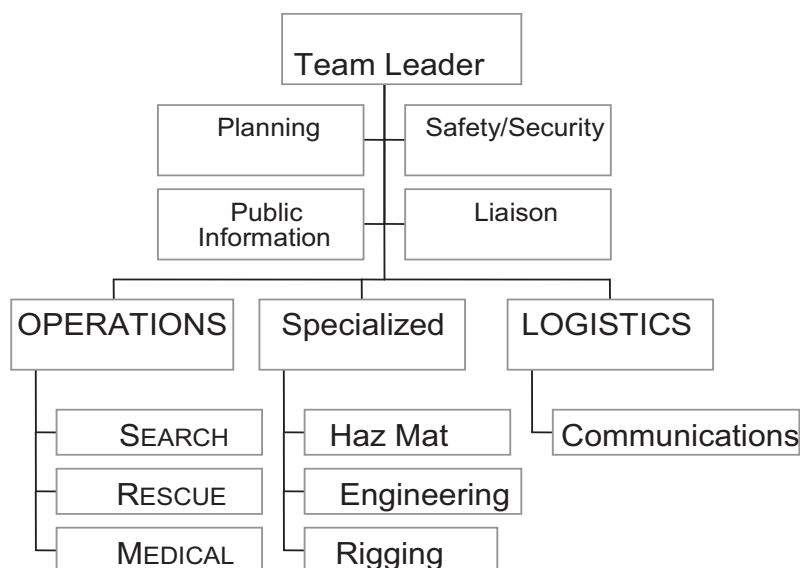 Team Leader
Planning
Safety/Security
Public
Information
Liaison
OPERATIONS
Specialized
LOGISTICS
SEARCH
Haz Mat
Communications
RESCUE
Engineering
MEDICAL
Rigging